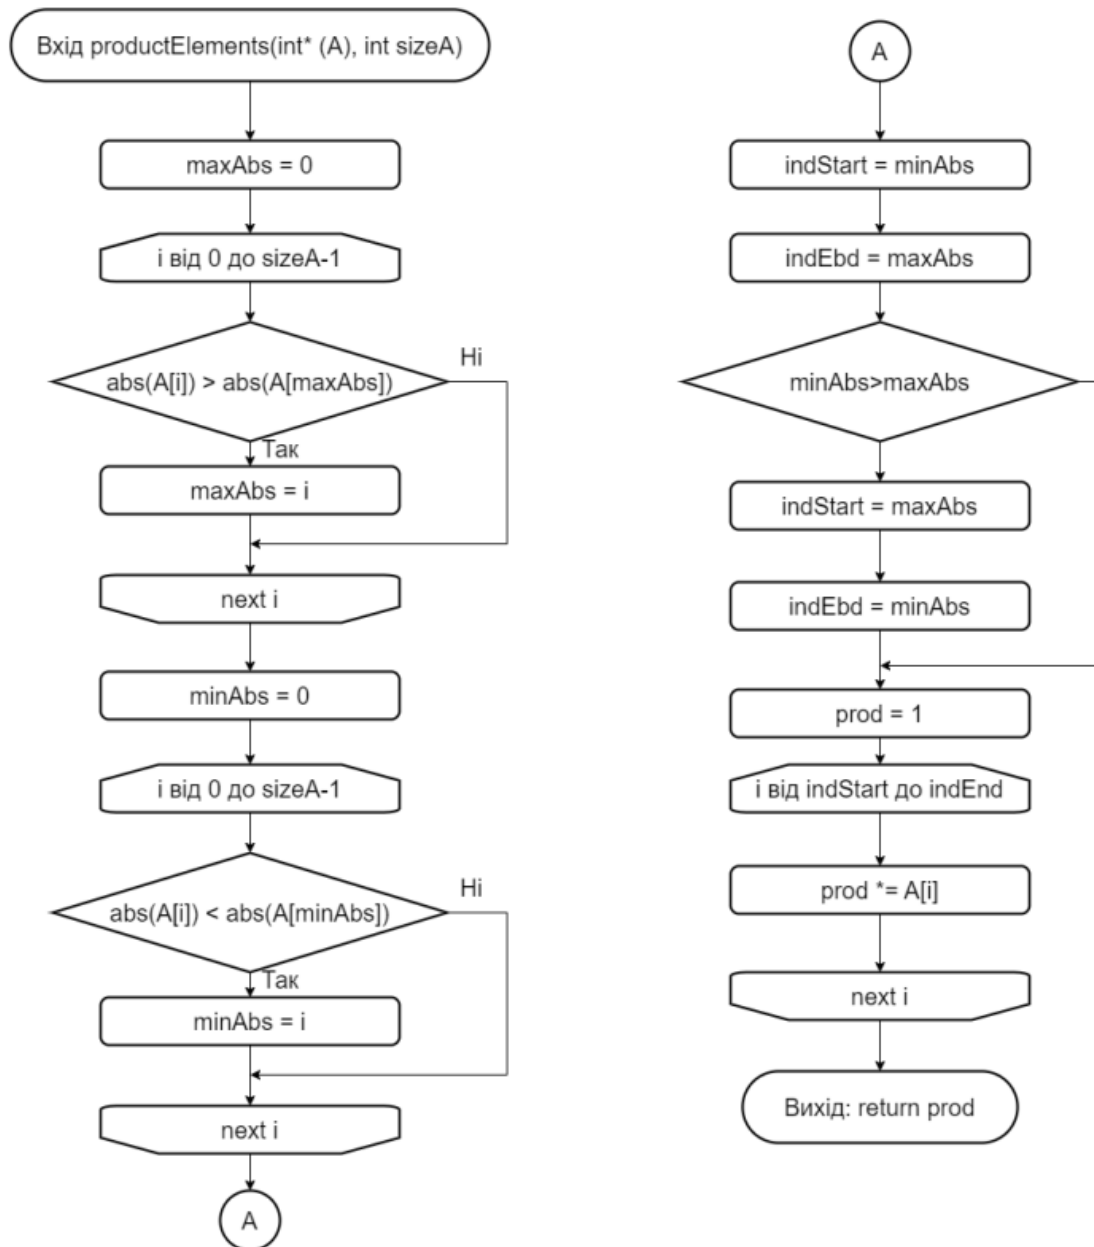 Вхід productElements(int* (A), int sizeA)
maxAbs = 0
i від 0 до sizeA-1
abs(A[i]) > abs(A[maxAbs])
Ні
Так
maxAbs = i
next i
minAbs = 0
i від 0 до sizeA-1
abs(A[i]) < abs(A[minAbs])
Ні
Так
minAbs = i
next i
A
A
indStart = minAbs
indEbd = maxAbs
minAbs>maxAbs
indStart = maxAbs
indEbd = minAbs
prod = 1
і від indStart до indEnd
prod *= A[i]
next i
Вихід: return prod